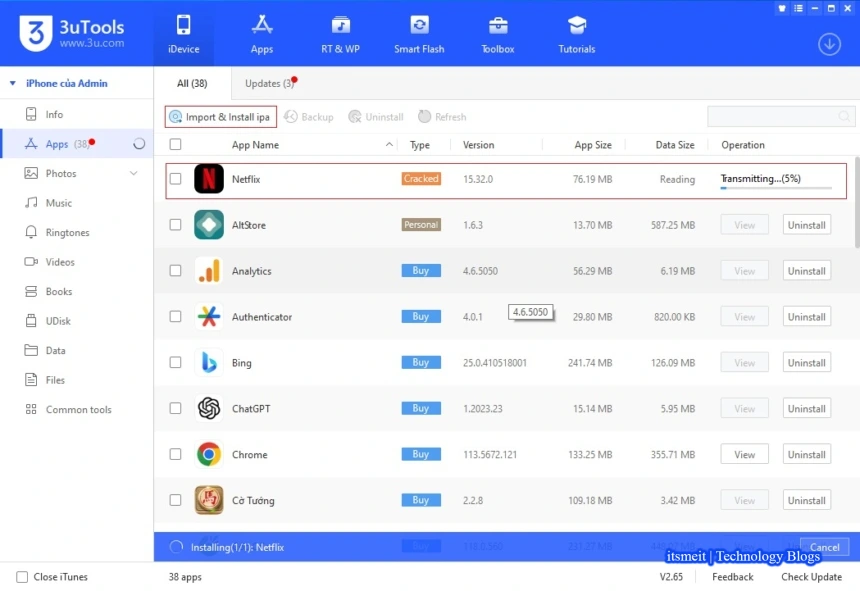 3uTools
www.3u.com
iDevice
Apps
RT & WP
Smart Flash
Toolbox
Tutorials
iPhone của Admin
All (38)
Updates (3)
Info
Apps (38)
Photos
Music
Ringtones
Videos
Books
UDisk
Data
Files
Common tools
Import & Install ipa Backup Uninstall Refresh
App Name Type Version App Size Data Size Operation
Netflix Cracked 15.32.0 76.19 MB Reading Transmitting...(5%)
AltStore Personal 1.6.3 13.70 MB 587.25 MB View Uninstall
Analytics Buy 4.6.5050 56.29 MB 6.19 MB View Uninstall
Authenticator Buy 4.0.1 29.80 MB 820.00 KB View Uninstall
4.6.5050
Bing Buy 25.0.410518001 241.74 MB 126.09 MB View Uninstall
ChatGPT Buy 1.2023.23 15.14 MB 5.95 MB View Uninstall
Chrome Buy 113.5672.121 133.25 MB 355.71 MB View Uninstall
Cờ Tướng Buy 2.2.8 109.18 MB 3.42 MB View Uninstall
Installing(1/1): Netflix Buy Cancel
itsmeit | Technology Blogs
Close iTunes 38 apps V2.65 Feedback Check Update